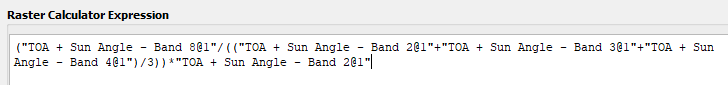 Raster Calculator Expression
("TOA + Sun Angle - Band 8@1"/(("TOA + Sun Angle - Band 2@1"+"TOA + Sun Angle - Band 3@1"+"TOA + Sun
Angle - Band 4@1")/3))*"TOA + Sun Angle - Band 2@1"